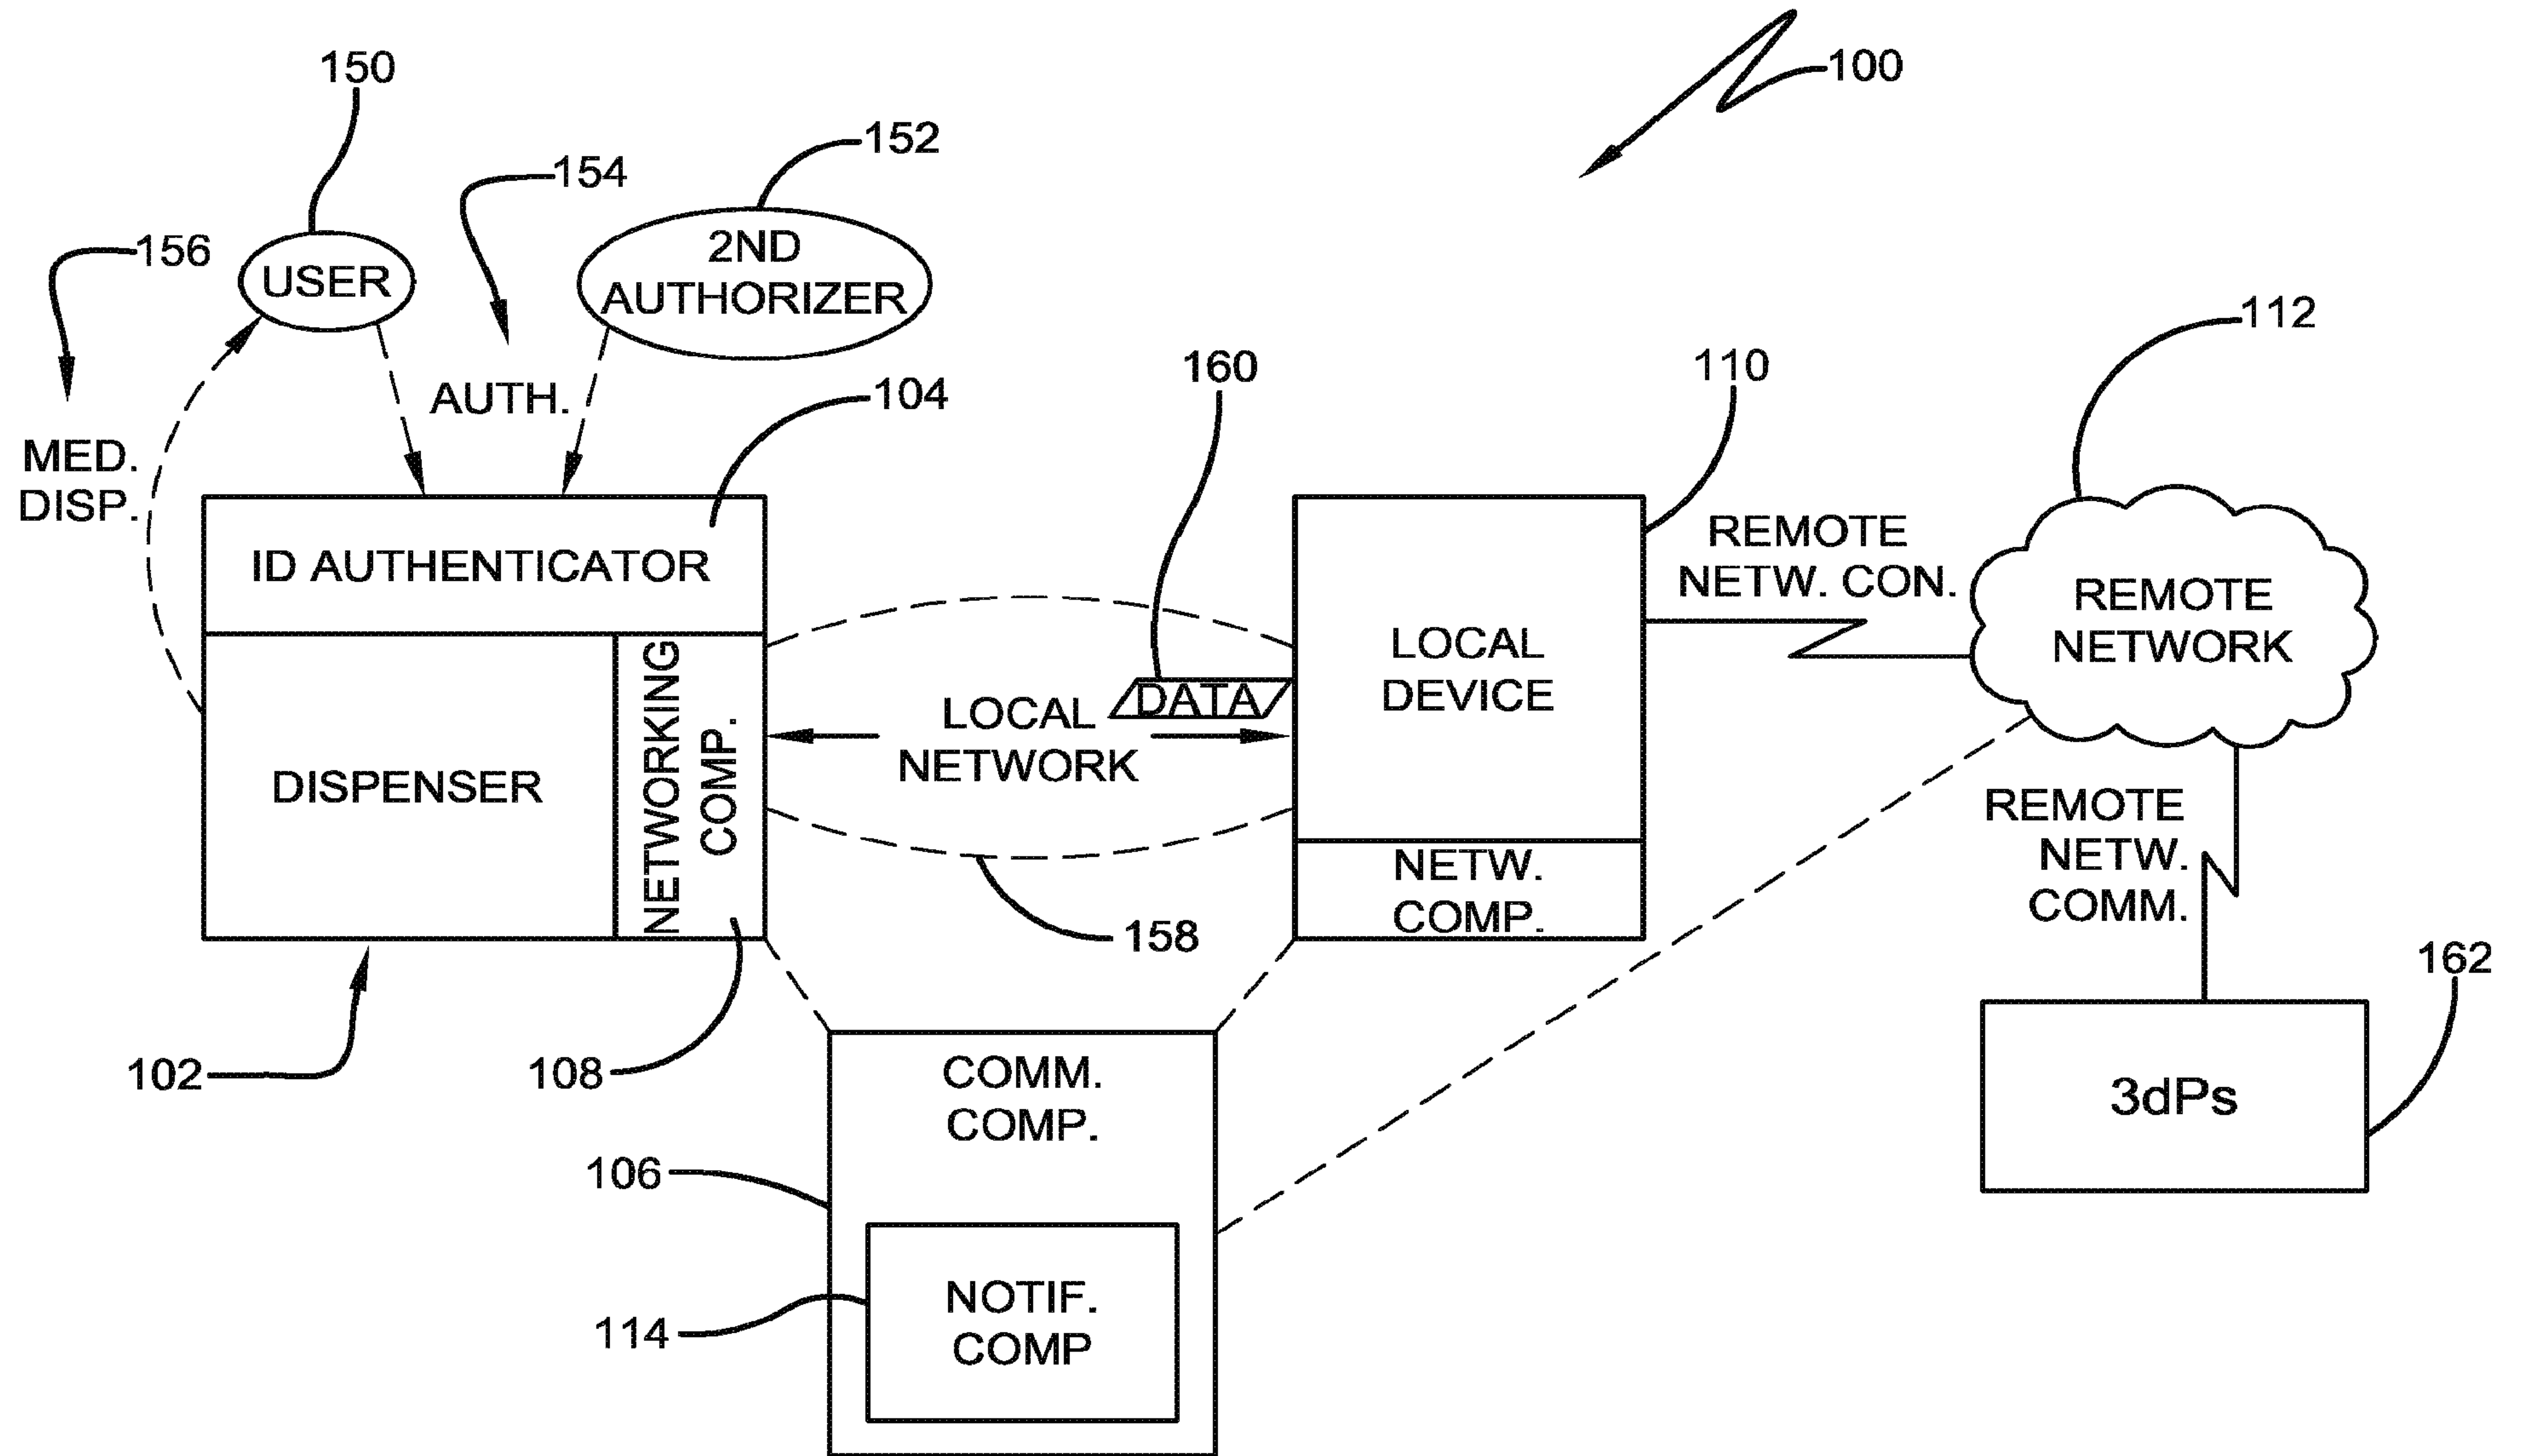 150
100
152
154
156
USER
2ND
AUTHORIZER
112
160
110
AUTH.
104
MED.
DISP.
ID AUTHENTICATOR
REMOTE
NETW. CON.
REMOTE
NETWORK
LOCAL
DEVICE
DATA
LOCAL
NETWORK
NETWORKING
COMP.
DISPENSER
REMOTE
NETW.
COMM.
NETW.
COMP.
158
162
102
108
COMM.
COMP.
3dPs
106
NOTIF.
COMP
114